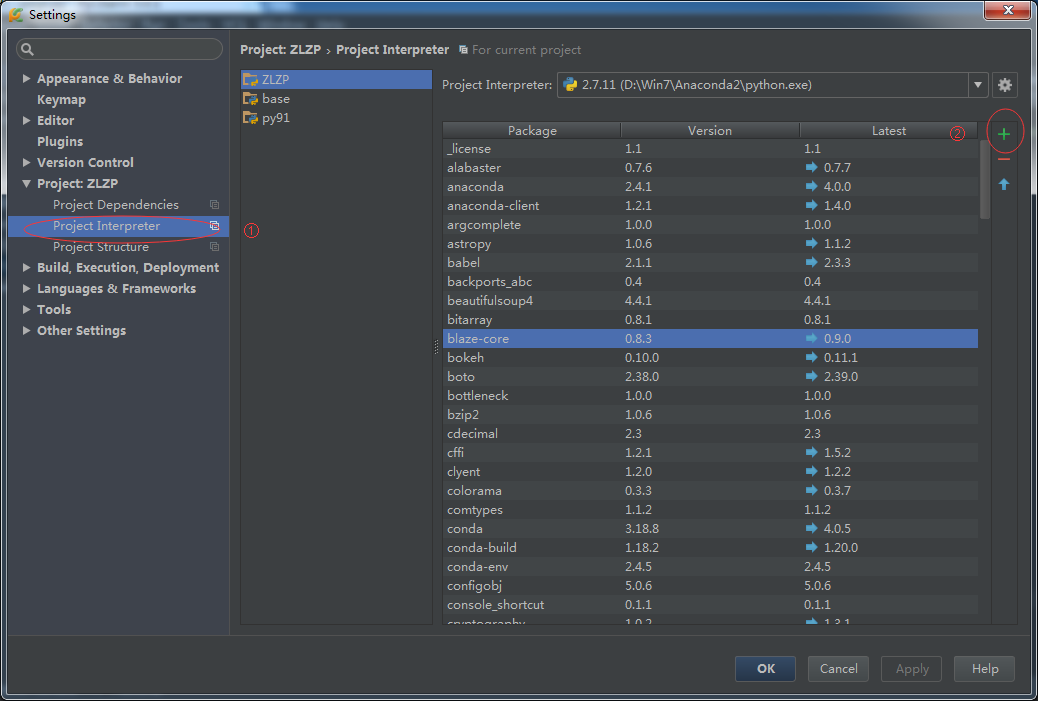 Settings
Project: ZLZP › Project Interpreter For current project
Appearance & Behavior
Keymap
Editor
Plugins
Version Control
Project: ZLZP
Project Dependencies
Project Interpreter ①
Project Structure
Build, Execution, Deployment
Languages & Frameworks
Tools
Other Settings
ZLZP
base
py91
Project Interpreter: 2.7.11 (D:\Win7\Anaconda2\python.exe)
Package Version Latest ②
_license 1.1 1.1
alabaster 0.7.6 0.7.7
anaconda 2.4.1 4.0.0
anaconda-client 1.2.1 1.4.0
argcomplete 1.0.0 1.0.0
astropy 1.0.6 1.1.2
babel 2.1.1 2.3.3
backports_abc 0.4 0.4
beautifulsoup4 4.4.1 4.4.1
bitarray 0.8.1 0.8.1
blaze-core 0.8.3 0.9.0
bokeh 0.10.0 0.11.1
boto 2.38.0 2.39.0
bottleneck 1.0.0 1.0.0
bzip2 1.0.6 1.0.6
cdecimal 2.3 2.3
cffi 1.2.1 1.5.2
clyent 1.2.0 1.2.2
colorama 0.3.3 0.3.7
comtypes 1.1.2 1.1.2
conda 3.18.8 4.0.5
conda-build 1.18.2 1.20.0
conda-env 2.4.5 2.4.5
configobj 5.0.6 5.0.6
console_shortcut 0.1.1 0.1.1
cryptography 1.0.2 1.3.1
OK Cancel Apply Help